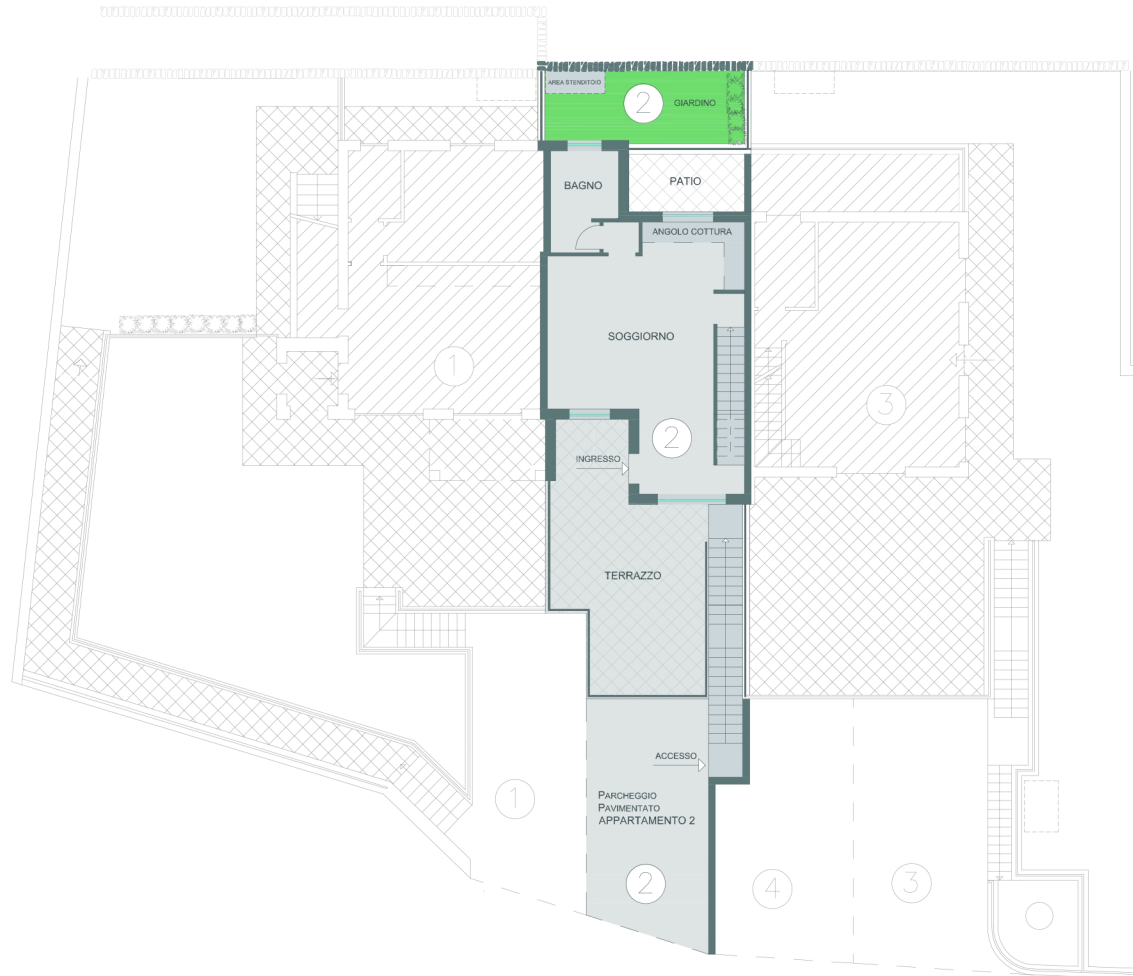 AREA STENDITOIO
2
GIARDINO
BAGNO
PATIO
ANGOLO COTTURA
SOGGIORNO
1
3
2
INGRESSO
TERRAZZO
ACCESSO
PARCHEGGIO
PAVIMENTATO
APPARTAMENTO 2
1
2
4
3